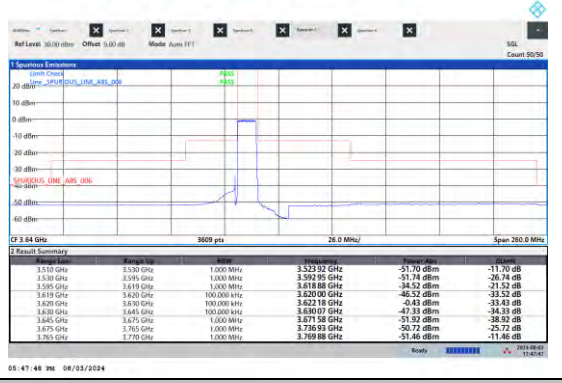 Ref Level 30.00 dBm Offset 9.00 dB Mode Auto FFT SGL
Count 50/50
1 Spurious Emissions
Limit Check PASS
Line _SPURIOUS_LINE_ABS_006 PASS
20 dBm
10 dBm
0 dBm
-10 dBm
-20 dBm
-30 dBm
SPURIOUS_LINE_ABS_006
-40 dBm
-50 dBm
-60 dBm
CF 3.64 GHz 3609 pts 26.0 MHz/ Span 260.0 MHz
2 Result Summary
Range Low Range Up RBW Frequency Power Abs ΔLimit
3.510 GHz 3.530 GHz 1.000 MHz 3.523 92 GHz -51.70 dBm -11.70 dB
3.530 GHz 3.595 GHz 1.000 MHz 3.592 95 GHz -51.74 dBm -26.74 dB
3.595 GHz 3.619 GHz 1.000 MHz 3.618 88 GHz -34.52 dBm -21.52 dB
3.619 GHz 3.620 GHz 100.000 kHz 3.620 00 GHz -46.52 dBm -33.52 dB
3.620 GHz 3.630 GHz 100.000 kHz 3.622 18 GHz -0.43 dBm -33.43 dB
3.630 GHz 3.645 GHz 100.000 kHz 3.630 07 GHz -47.33 dBm -34.33 dB
3.645 GHz 3.675 GHz 1.000 MHz 3.671 58 GHz -51.92 dBm -38.92 dB
3.675 GHz 3.765 GHz 1.000 MHz 3.736 93 GHz -50.72 dBm -25.72 dB
3.765 GHz 3.770 GHz 1.000 MHz 3.769 88 GHz -51.46 dBm -11.46 dB
Ready 2024-08-03
17:47:47
05:47:48 PM 08/03/2024